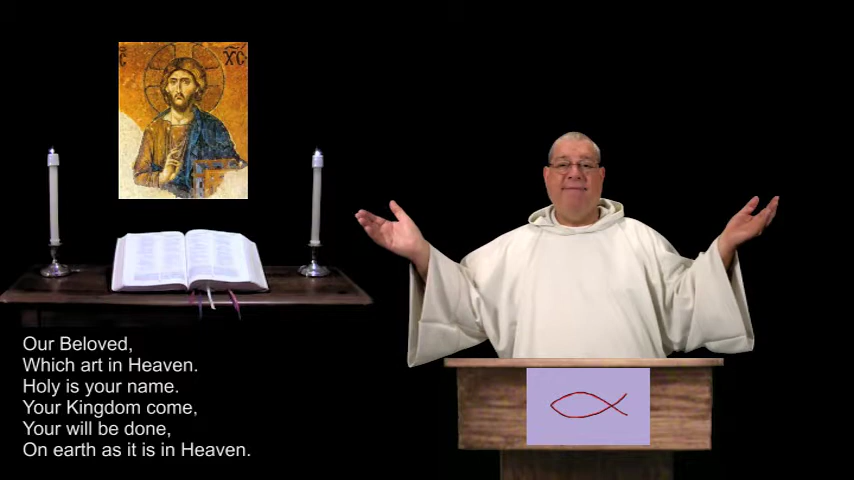 XC
Our Beloved,
Which art in Heaven.
Holy is your name.
Your Kingdom come,
Your will be done,
On earth as it is in Heaven.